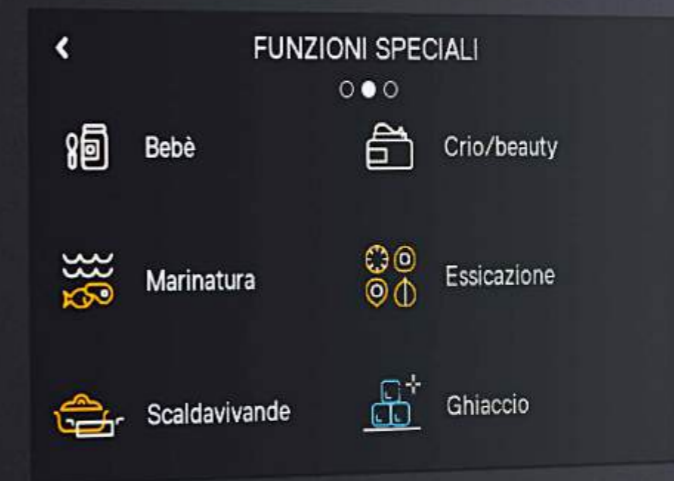 FUNZIONI SPECIALI
Bebè
Crio/beauty
Marinatura
Essicazione
Scaldavivande
Ghiaccio